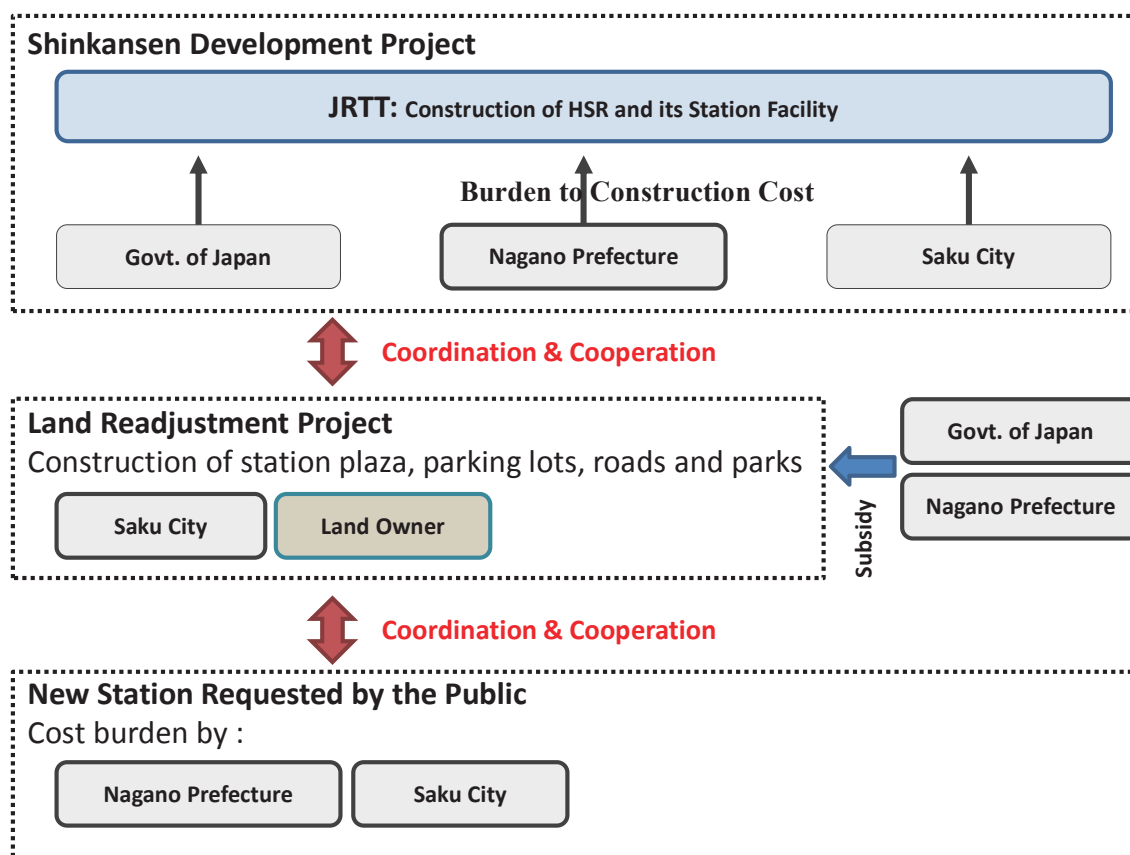 Shinkansen Development Project
JRTT: Construction of HSR and its Station Facility
Burden to Construction Cost
Govt. of Japan
Nagano Prefecture
Saku City
Coordination & Cooperation
Land Readjustment Project
Construction of station plaza, parking lots, roads and parks
Saku City
Land Owner
Subsidy
Govt. of Japan
Nagano Prefecture
Coordination & Cooperation
New Station Requested by the Public
Cost burden by :
Nagano Prefecture
Saku City